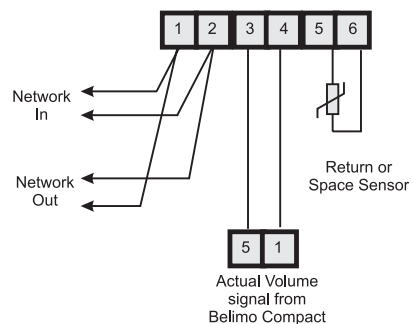 1 2 3 4 5 6
Network
In
Network
Out
Return or
Space Sensor
5 1
Actual Volume
signal from
Belimo Compact